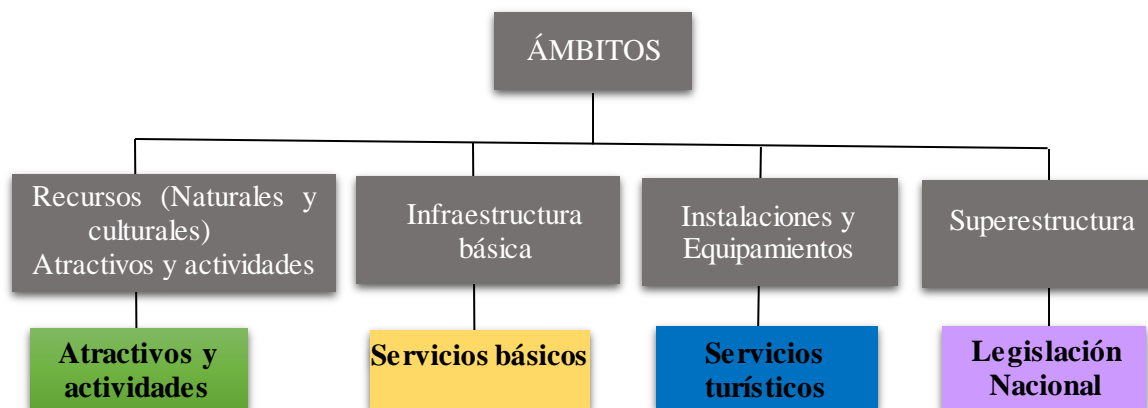 ÁMBITOS
Recursos (Naturales y
culturales)
Atractivos y actividades
Infraestructura
básica
Instalaciones y
Equipamientos
Superestructura
Atractivos y
actividades
Servicios básicos
Servicios
turísticos
Legislación
Nacional